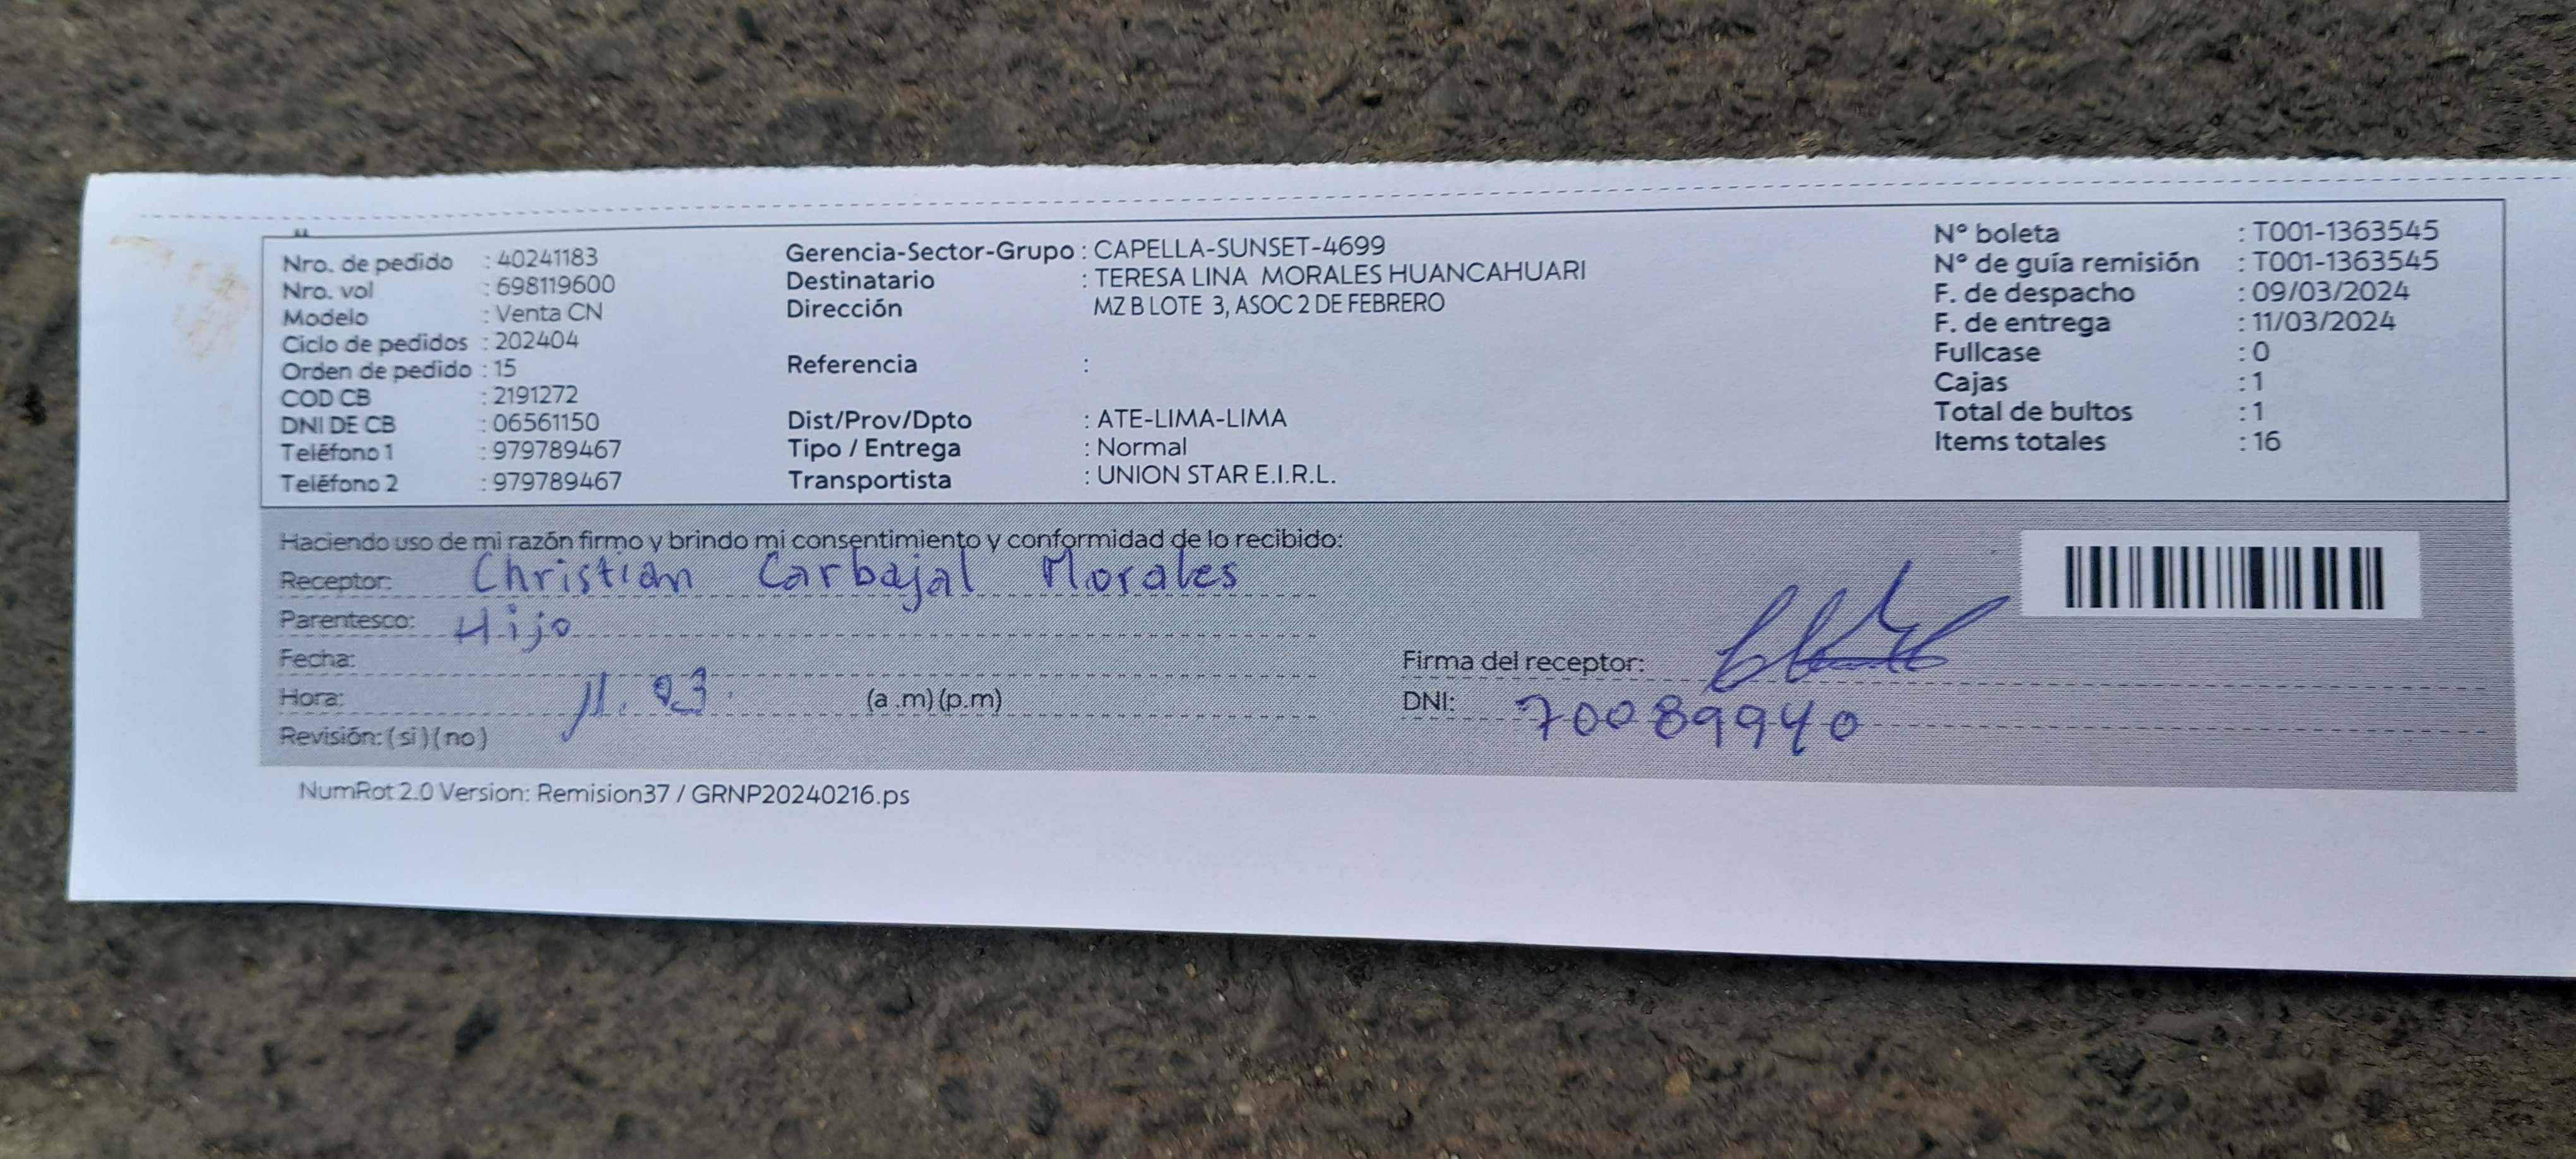 Nro. de pedido : 40241183
Nro. vol : 698119600
Modelo : Venta CN
Ciclo de pedidos : 202404
Orden de pedido : 15
COD CB : 2191272
DNI DE CB : 06561150
Teléfono 1 : 979789467
Teléfono 2 : 979789467
Gerencia-Sector-Grupo : CAPELLA-SUNSET-4699
Destinatario : TERESA LINA MORALES HUANCAHUARI
Dirección MZ B LOTE 3, ASOC 2 DE FEBRERO
Referencia :
Dist/Prov/Dpto : ATE-LIMA-LIMA
Tipo / Entrega : Normal
Transportista : UNION STAR E.I.R.L.
N° boleta : T001-1363545
N° de guía remisión : T001-1363545
F. de despacho : 09/03/2024
F. de entrega : 11/03/2024
Fullcase : 0
Cajas : 1
Total de bultos : 1
Items totales : 16
Haciendo uso de mi razón firmo y brindo mi consentimiento y conformidad de lo recibido:
Receptor: Christian Carbajal Morales
Parentesco: Hijo
Fecha:
Hora: 11.03. (a .m) (p.m)
Revisión: ( si ) ( no )
Firma del receptor:
DNI: 70089940
NumRot 2.0 Version: Remision37 / GRNP20240216.ps